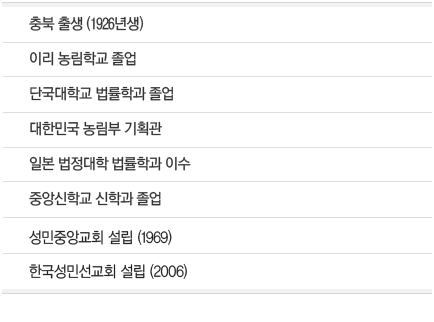 충북 출생 (1926년생)
이리 농림학교 졸업
단국대학교 법률학과 졸업
대한민국 농림부 기획관
일본 법정대학 법률학과 이수
중앙신학교 신학과 졸업
성민중앙교회 설립 (1969)
한국성민선교회 설립 (2006)